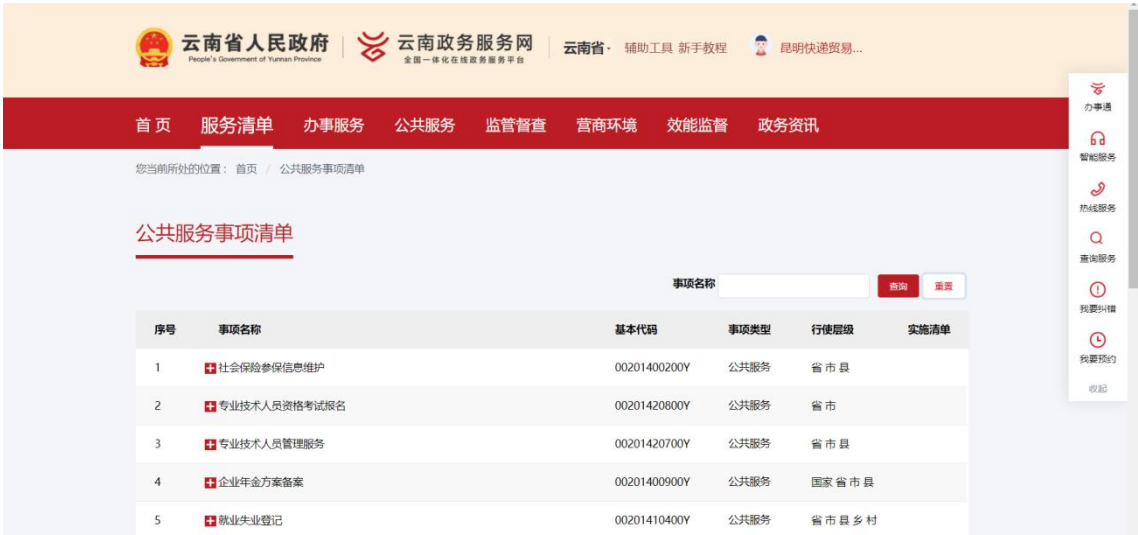 云南省人民政府
People's Government of Yunnan Province
云南政务服务网
全国一体化在线政务服务平台
云南省
辅助工具 新手教程
昆明快递贸易...
首页 服务清单 办事服务 公共服务 监管督查 营商环境 效能监督 政务资讯
您当前所处的位置： 首页 / 公共服务事项清单
公共服务事项清单
事项名称 查询 重置
序号 事项名称 基本代码 事项类型 行使层级 实施清单
1 社会保险参保信息维护 00201400200Y 公共服务 省 市 县
2 专业技术人员资格考试报名 00201420800Y 公共服务 省 市
3 专业技术人员管理服务 00201420700Y 公共服务 省 市 县
4 企业年金方案备案 00201400900Y 公共服务 国家 省 市 县
5 就业失业登记 00201410400Y 公共服务 省 市 县 乡 村
办事通
智能服务
热线服务
查询服务
我要纠错
我要预约
收起